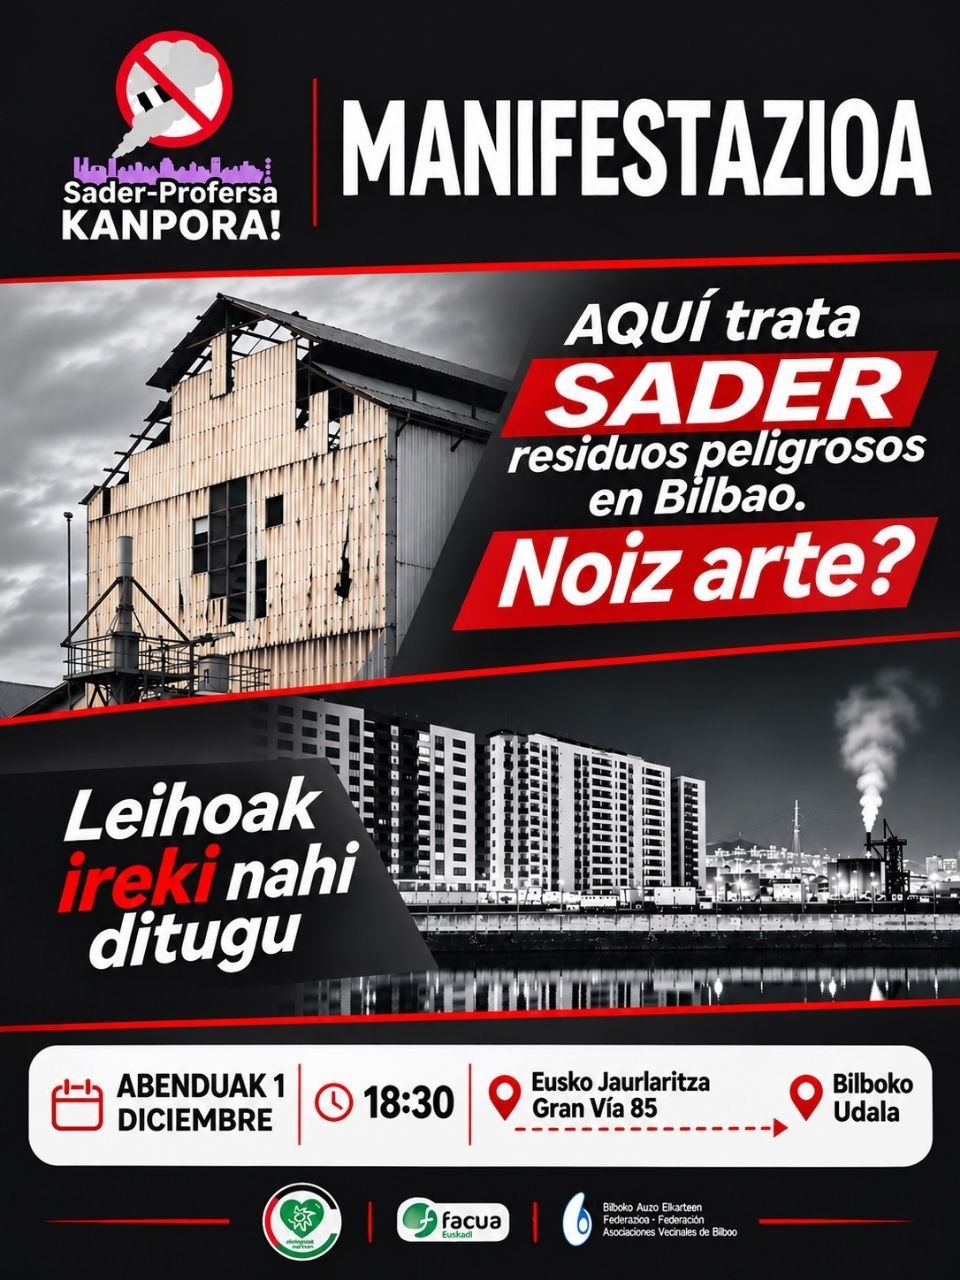 Sader-Profersa
KANPORA!
MANIFESTAZIOA
AQUÍ trata
SADER
residuos peligrosos
en Bilbao.
Noiz arte?
Leihoak
ireki nahi
ditugu
ABENDUAK 1
DICIEMBRE
18:30
Eusko Jaurlaritza
Gran Vía 85
Bilboko
Udala
facua
Euskadi
Bilboko Auzo Elkarteen
Federazioa - Federación
Asociaciones Vecinales de Bilboo